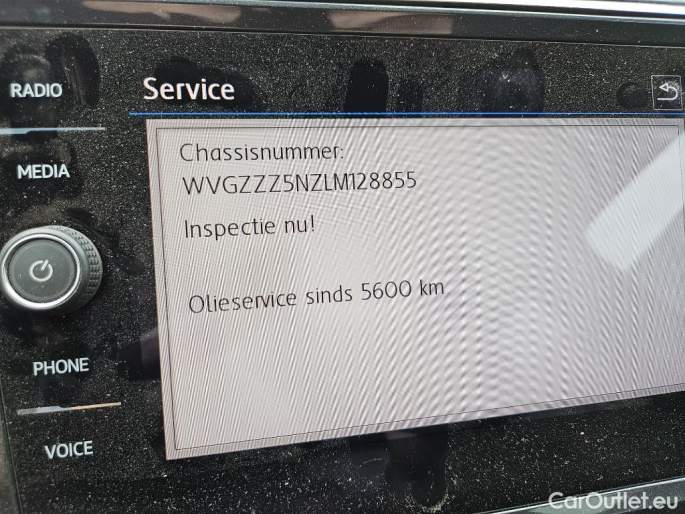 RADIO
Service
MEDIA
Chassisnummer:
WVGZZZ5NZLM128855
Inspectie nu!
Olieservice sinds 5600 km
PHONE
VOICE
CarOutlet.eu